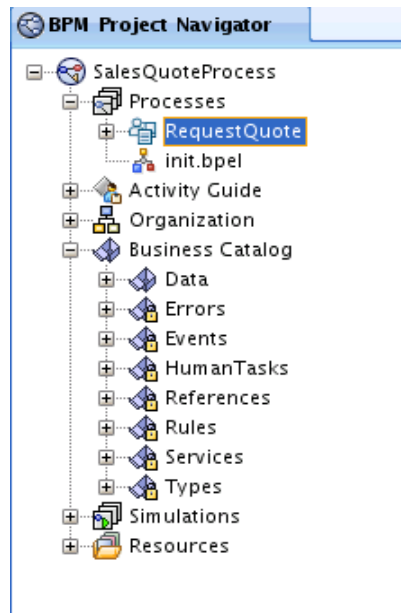 BPM Project Navigator
SalesQuoteProcess
Processes
RequestQuote
init.bpel
Activity Guide
Organization
Business Catalog
Data
Errors
Events
HumanTasks
References
Rules
Services
Types
Simulations
Resources